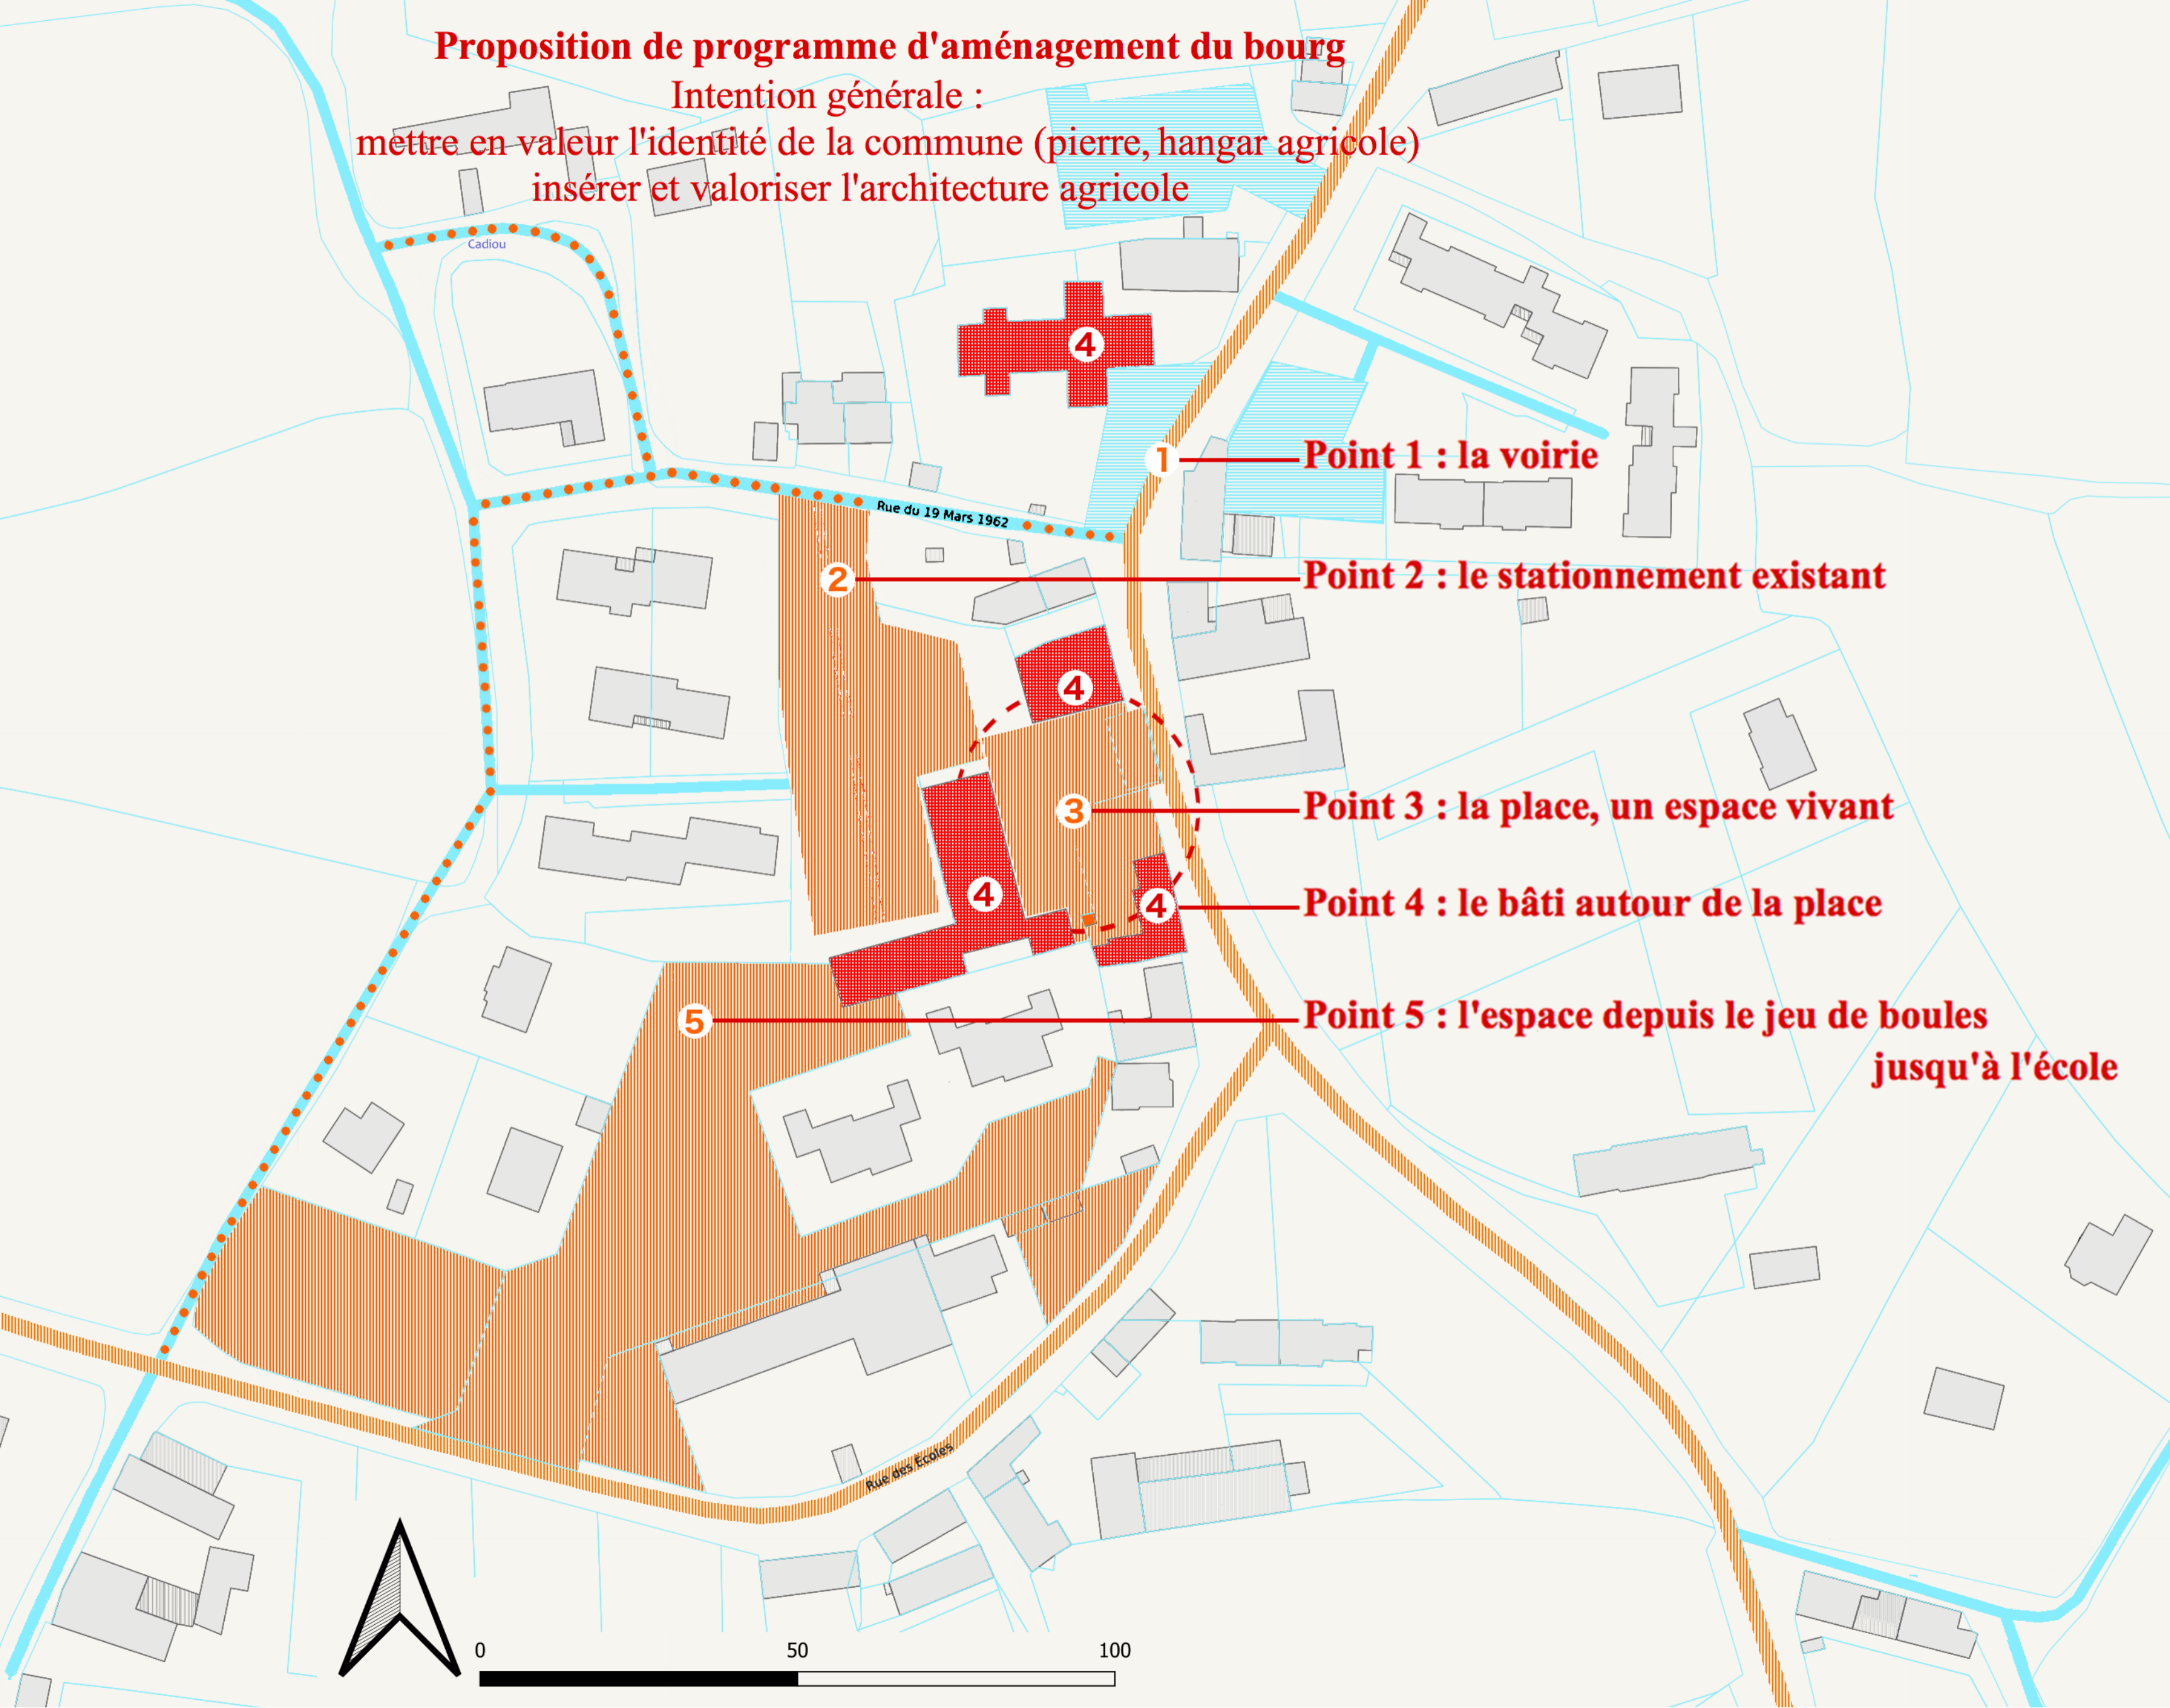 Proposition de programme d'aménagement du bourg
Intention générale :
mettre en valeur l'identité de la commune (pierre, hangar agricole)
insérer et valoriser l'architecture agricole
Cadiou
4
1
Point 1 : la voirie
Rue du 19 Mars 1962
2
Point 2 : le stationnement existant
4
3
Point 3 : la place, un espace vivant
4
4
Point 4 : le bâti autour de la place
5
Point 5 : l'espace depuis le jeu de boules
jusqu'à l'école
Rue des Écoles
0 50 100